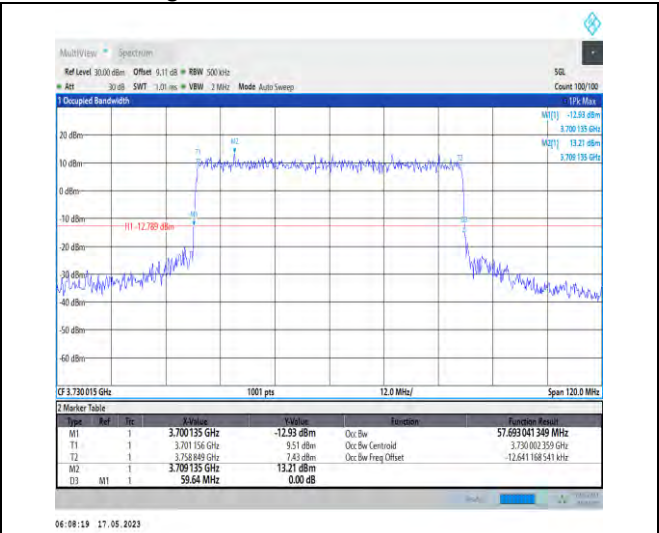 MultiView Spectrum
Ref Level 30.00 dBm Offset 9.11 dB RBW 500 kHz SGL
Att 30 dB SWT 1.01 ms VBW 2 MHz Mode Auto Sweep Count 100/100
1 Occupied Bandwidth 1Pk Max
M1[1] -12.93 dBm
3.700 135 GHz
M2[1] 13.21 dBm
3.709 135 GHz
20 dBm
M2
T1
T2
10 dBm
0 dBm
-10 dBm
M1
H1 -12.789 dBm
-20 dBm
-30 dBm
-40 dBm
-50 dBm
-60 dBm
CF 3.730015 GHz 1001 pts 12.0 MHz/ Span 120.0 MHz
2 Marker Table
Type Ref Trc X-Value Y-Value Function Function Result
M1 1 3.700135 GHz -12.93 dBm Occ Bw 57.693 041 349 MHz
T1 1 3.701 156 GHz 9.51 dBm Occ Bw Centroid 3.730 002 359 GHz
T2 1 3.758 849 GHz 7.43 dBm Occ Bw Freq Offset -12.641 168 541 kHz
M2 1 3.709135 GHz 13.21 dBm
D3 M1 1 59.64 MHz 0.00 dB
06:08:19 17.05.2023